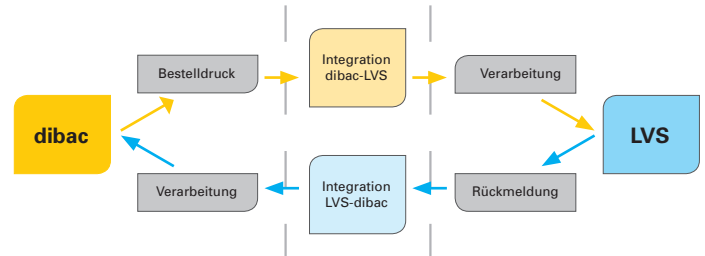 dibac
Bestelldruck
Integration
dibac-LVS
Verarbeitung
LVS
Rückmeldung
Integration
LVS-dibac
Verarbeitung